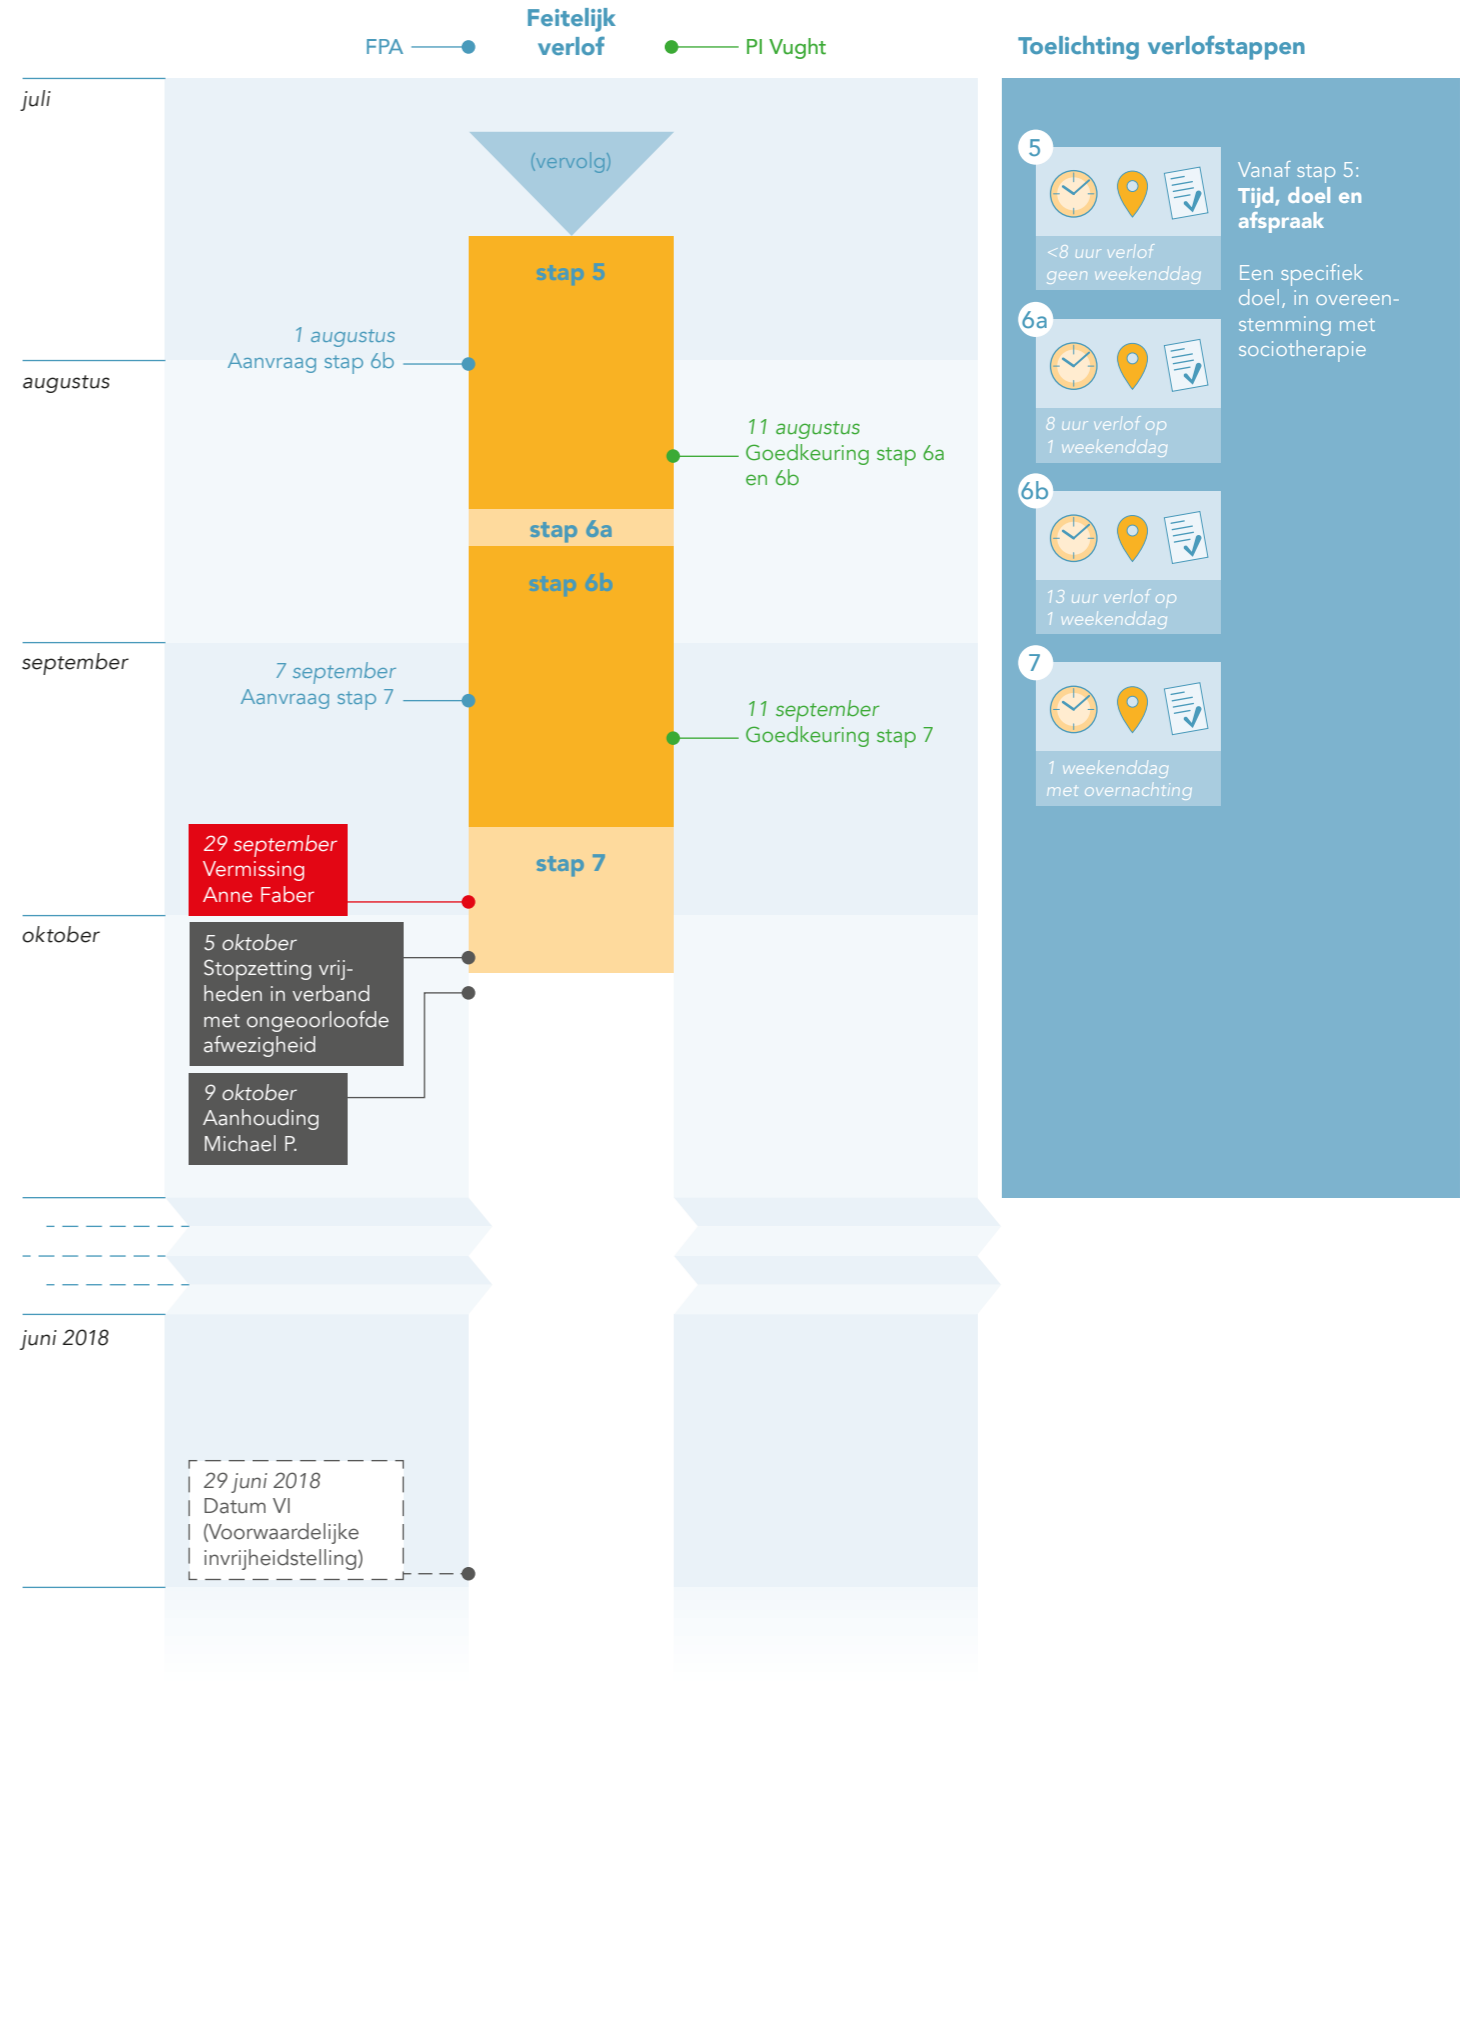 FPA
Feitelijk
verlof
PI Vught
Toelichting verlofstappen
juli
(vervolg)
stap 5
1 augustus
Aanvraag stap 6b
augustus
11 augustus
Goedkeuring stap 6a
en 6b
stap 6a
stap 6b
september
7 september
Aanvraag stap 7
11 september
Goedkeuring stap 7
29 september
Vermissing
Anne Faber
stap 7
oktober
5 oktober
Stopzetting vrij-
heden in verband
met ongeoorloofde
afwezigheid
9 oktober
Aanhouding
Michael P.
juni 2018
29 juni 2018
Datum VI
(Voorwaardelijke
invrijheidstelling)
5
<8 uur verlof
geen weekenddag
Vanaf stap 5:
Tijd, doel en
afspraak
Een specifiek
doel, in overeen-
stemming met
sociotherapie
6a
8 uur verlof op
1 weekenddag
6b
13 uur verlof op
1 weekenddag
7
1 weekenddag
met overnachting